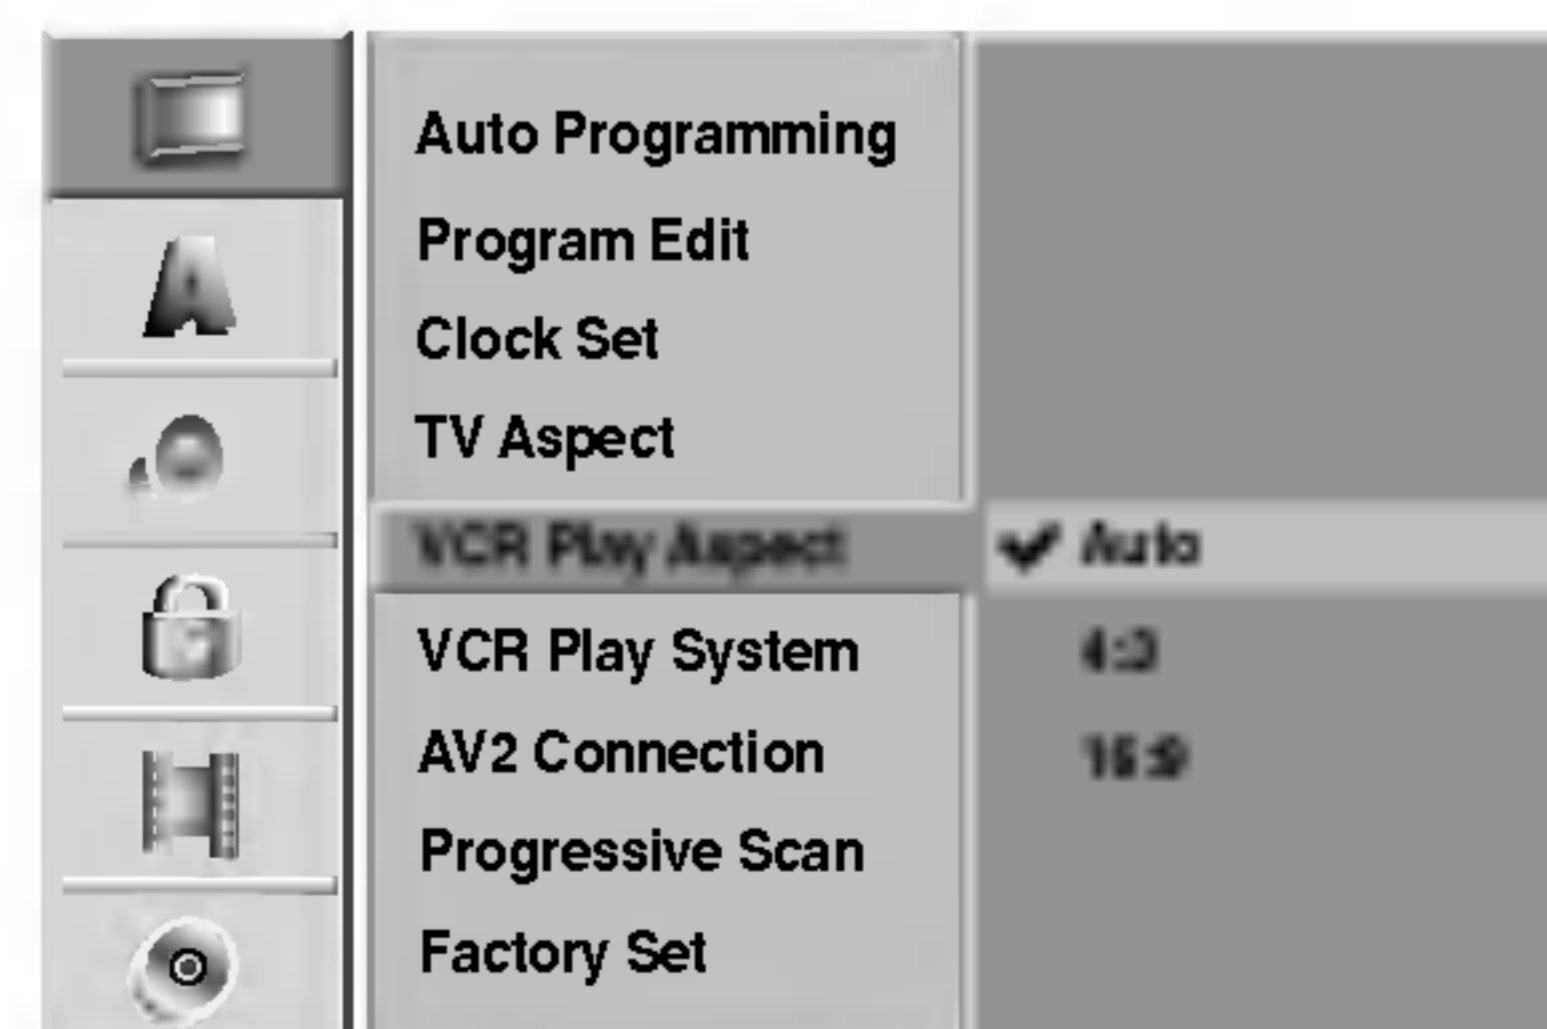 Auto Programming
Program Edit
Clock Set
TV Aspect
VCR Play Aspect
✔ Auto
VCR Play System
4:3
AV2 Connection
16:9
Progressive Scan
Factory Set